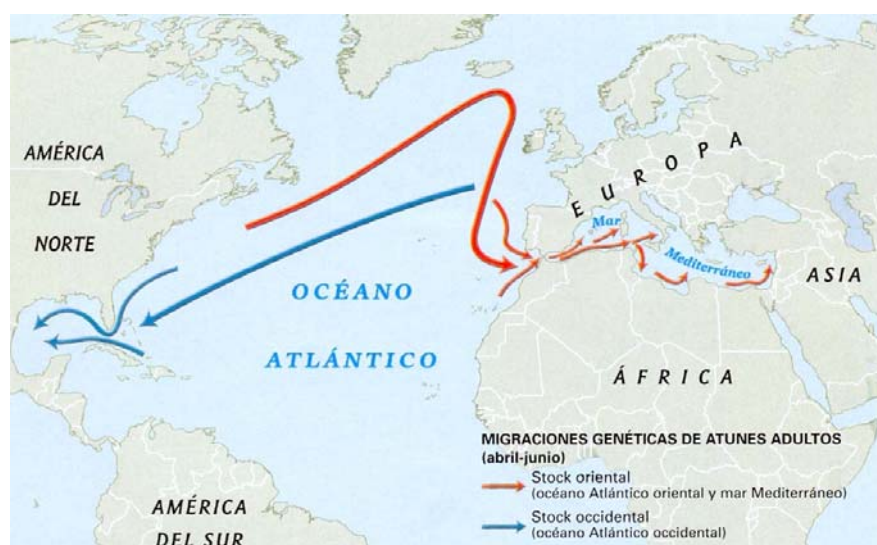 AMÉRICA
DEL
NORTE
EUROPA
Mar
Mediterráneo
ASIA
OCÉANO
ATLÁNTICO
ÁFRICA
AMÉRICA
DEL SUR
MIGRACIONES GENÉTICAS DE ATUNES ADULTOS
(abril-junio)
Stock oriental
(océano Atlántico oriental y mar Mediterráneo)
Stock occidental
(océano Atlántico occidental)